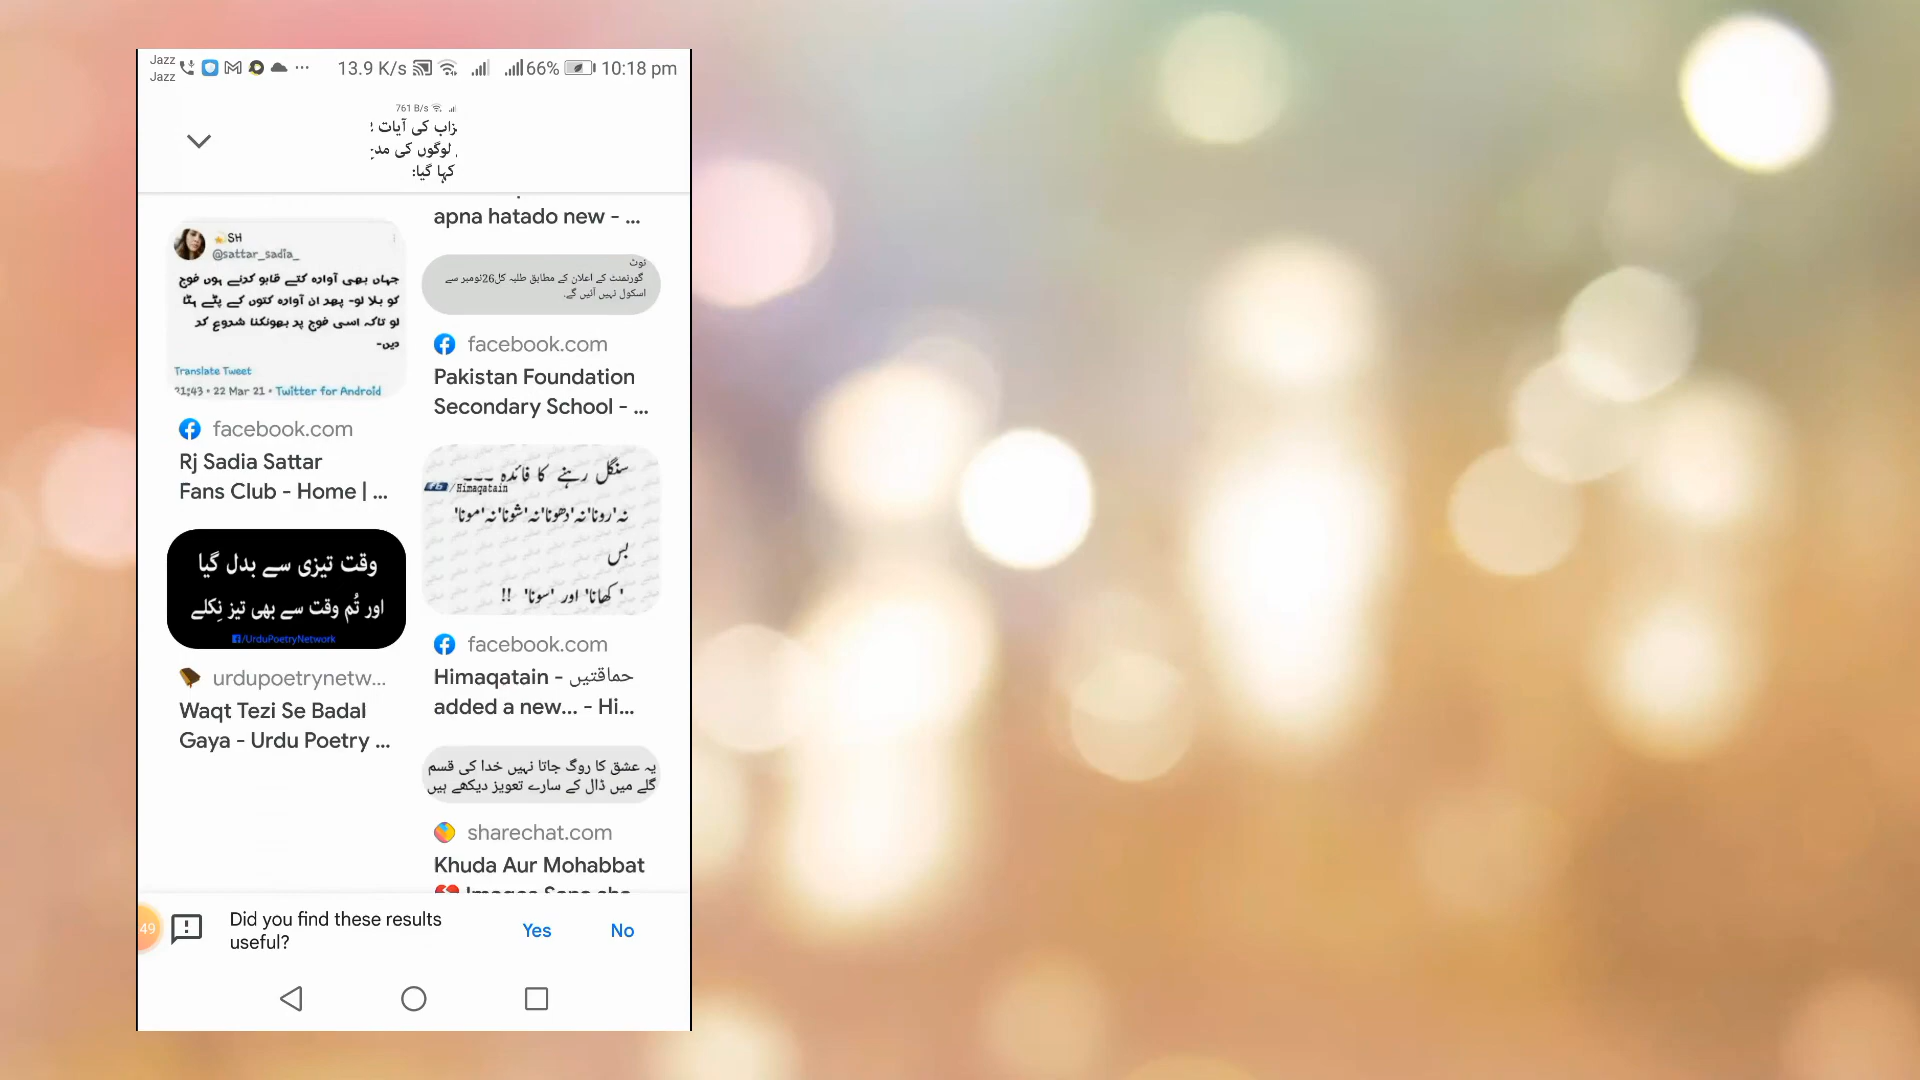 Jazz
Jazz
13.9 K/s
66%
10:18 pm
761 B/s
زاب کی آیات
لوگوں کی مدح
کہا گیا:
SH
@sattar_sadia_
جہاں بھی آوارہ کتے قابو کرنے ہوں فوج
کو بلا لو۔ پھر ان آوارہ کتوں کے پٹے ہٹا
لو تاکہ اسی فوج پر بھونکنا شروع کر
دیں۔
Translate Tweet
21:43 • 22 Mar 21 • Twitter for Android
facebook.com
Rj Sadia Sattar
Fans Club - Home | ...
وقت تیزی سے بدل گیا
اور تُم وقت سے بھی تیز نِکلے
/UrduPoetryNetwork
urdupoetrynetw...
Waqt Tezi Se Badal
Gaya - Urdu Poetry ...
apna hatado new - ...
نوٹ
گورنمنٹ کے اعلان کے مطابق طلبہ کل26نومبر سے
اسکول نہیں آئیں گے۔
facebook.com
Pakistan Foundation
Secondary School - ...
سنگل رہنے کا فائدہ ---
/Himaqatain
نہ'رونا'نہ'دھونا'نہ'شونا'نہ'مونا'
بس
'کھانا' اور 'سونا' !!
facebook.com
Himaqatain - حماقتیں
added a new... - Hi...
یہ عشق کا روگ جاتا نہیں خدا کی قسم
گلے میں ڈال کے سارے تعویز دیکھے ہیں
sharechat.com
Khuda Aur Mohabbat
49
Did you find these results
useful?
Yes
No